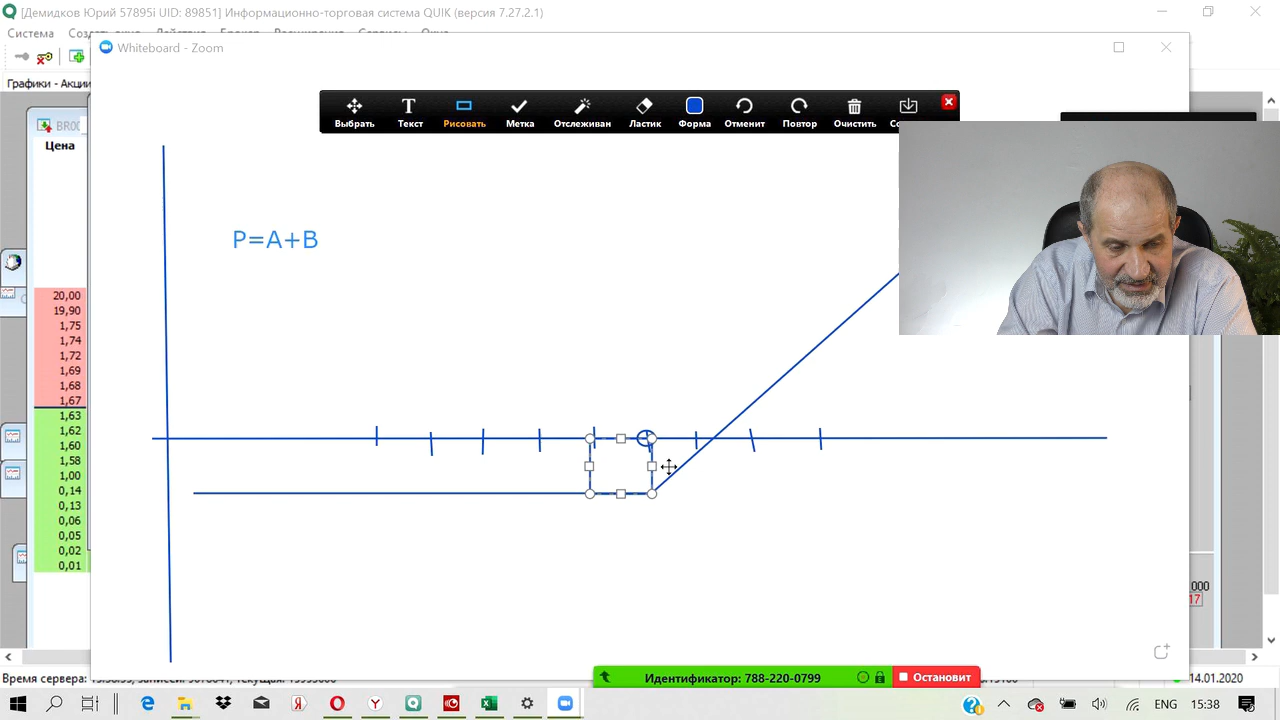 [Демидков Юрий 57895i UID: 89851] Информационно-торговая система QUIK (версия 7.27.2.1)
Система
Whiteboard - Zoom
Графики - Акции
BR00
Цена
Выбрать Текст Рисовать Метка Отслеживан Ластик Форма Отменит Повтор Очистить
P=A+B
20,00
19,90
1,75
1,74
1,72
1,69
1,68
1,67
1,63
1,62
1,60
1,58
1,00
0,14
0,13
0,06
0,05
0,02
0,01
000
17
Время сервера:
Идентификатор: 788-220-0799
Остановит
14.01.2020
ENG 15:38